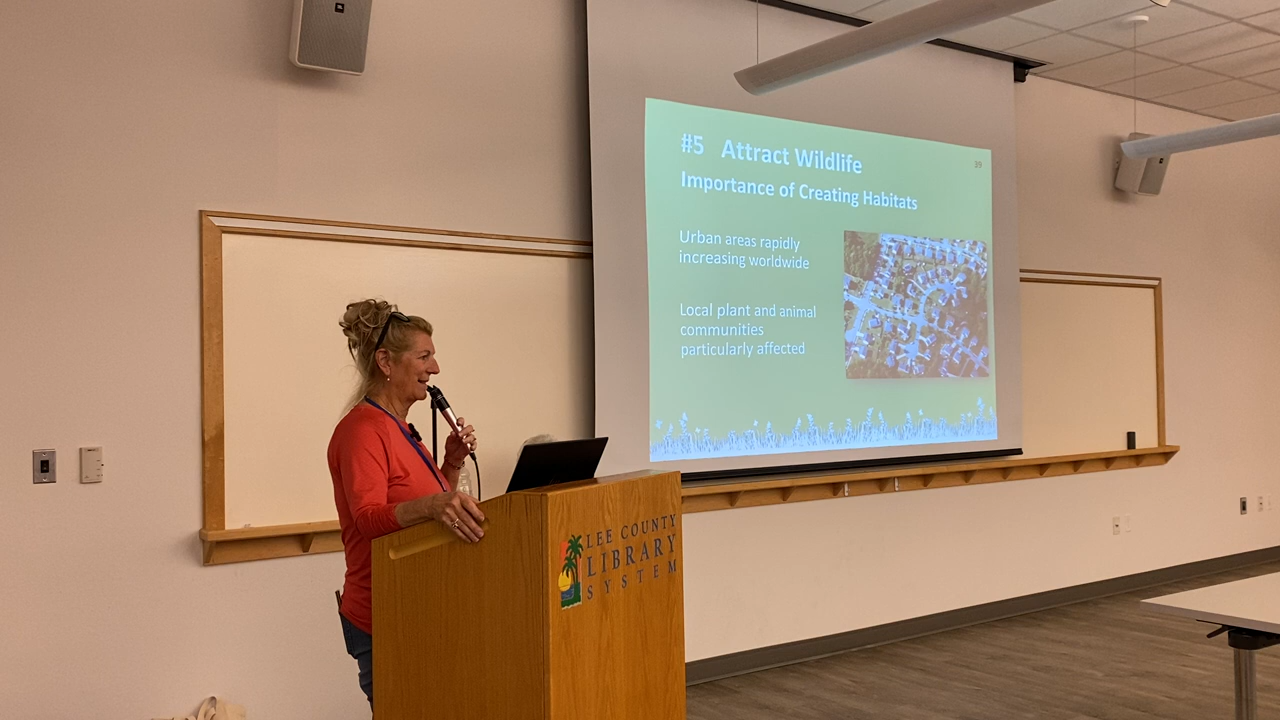 #5 Attract Wildlife
39
Importance of Creating Habitats
Urban areas rapidly
increasing worldwide
Local plant and animal
communities
particularly affected
LEE COUNTY
LIBRARY
SYSTEM